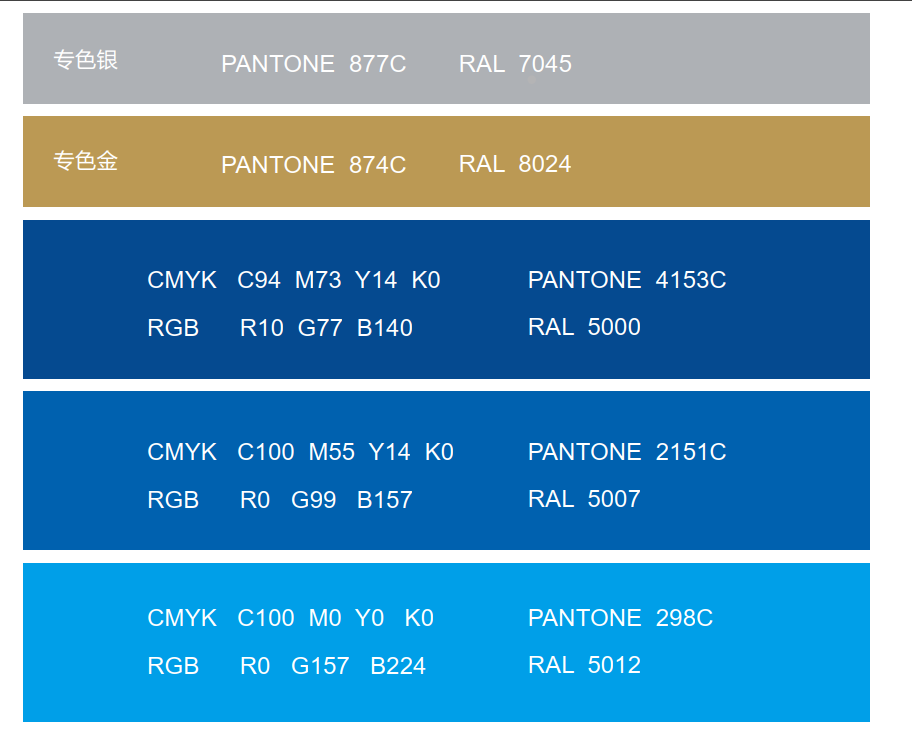 专色银 PANTONE 877C RAL 7045
专色金 PANTONE 874C RAL 8024
CMYK C94 M73 Y14 K0 PANTONE 4153C
RGB R10 G77 B140 RAL 5000
CMYK C100 M55 Y14 K0 PANTONE 2151C
RGB R0 G99 B157 RAL 5007
CMYK C100 M0 Y0 K0 PANTONE 298C
RGB R0 G157 B224 RAL 5012